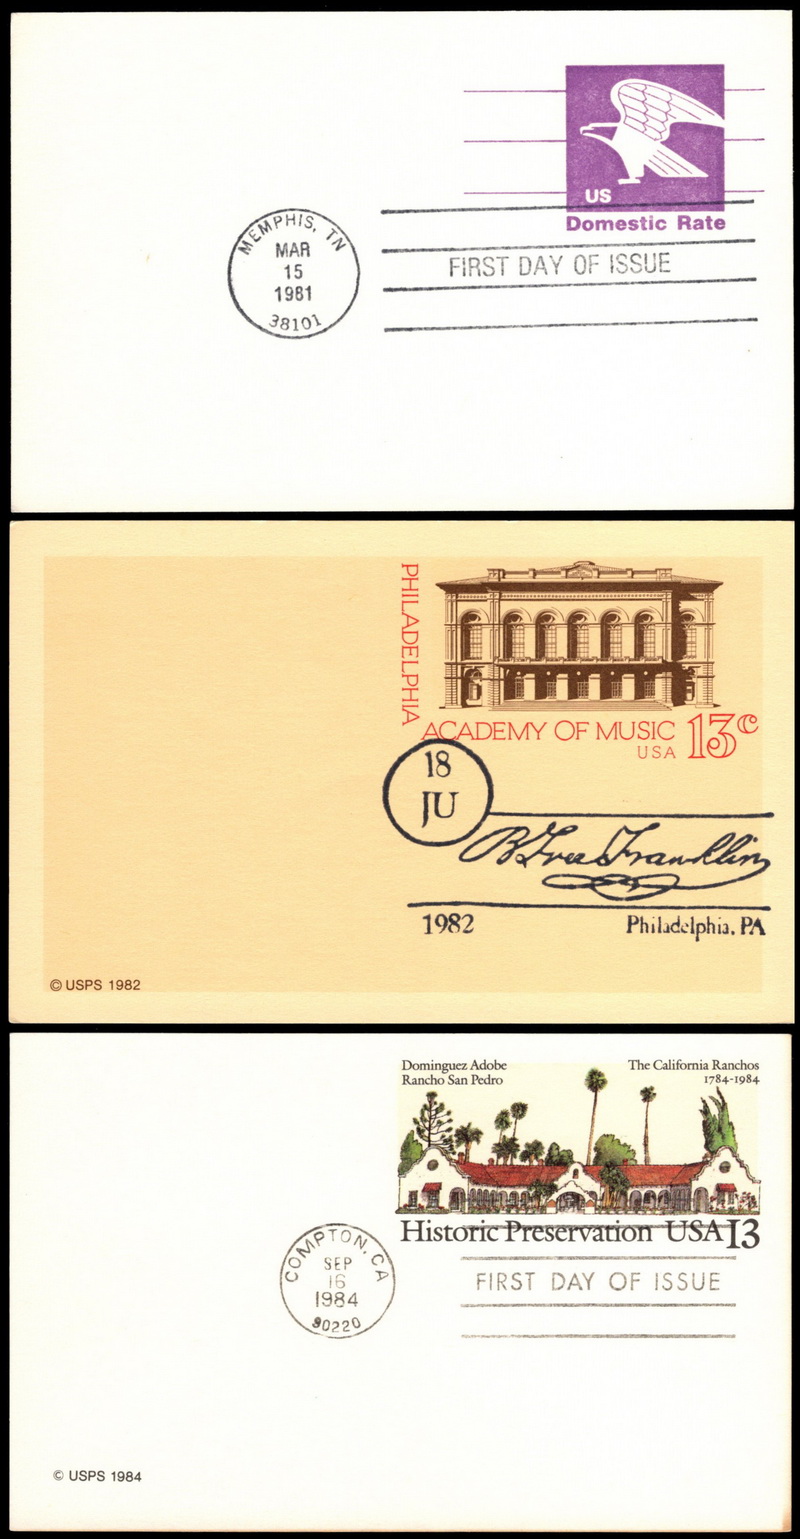 US
Domestic Rate
MEMPHIS, TN
MAR
15
1981
38101
FIRST DAY OF ISSUE
PHILADELPHIA
ACADEMY OF MUSIC 13c
USA
18
JU
B Free Franklin
1982 Philadelphia, PA
© USPS 1982
Dominguez Adobe
Rancho San Pedro
The California Ranchos
1784-1984
Historic Preservation USA 13
COMPTON, CA
SEP
16
1984
90220
FIRST DAY OF ISSUE
© USPS 1984